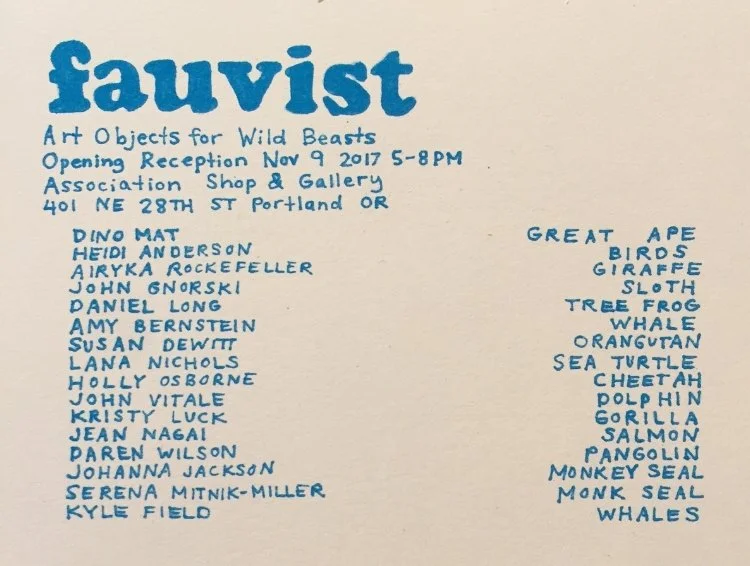 fauvist
Art Objects for Wild Beasts
Opening Reception Nov 9 2017 5-8PM
Association Shop & Gallery
401 NE 28TH ST Portland OR
DINO MAT GREAT APE
HEIDI ANDERSON BIRDS
AIRYKA ROCKEFELLER GIRAFFE
JOHN GNORSKI SLOTH
DANIEL LONG TREE FROG
AMY BERNSTEIN WHALE
SUSAN DEWITT ORANGUTAN
LANA NICHOLS SEA TURTLE
HOLLY OSBORNE CHEETAH
JOHN VITALE DOLPHIN
KRISTY LUCK GORILLA
JEAN NAGAI SALMON
DAREN WILSON PANGOLIN
JOHANNA JACKSON MONKEY SEAL
SERENA MITNIK-MILLER MONK SEAL
KYLE FIELD WHALES